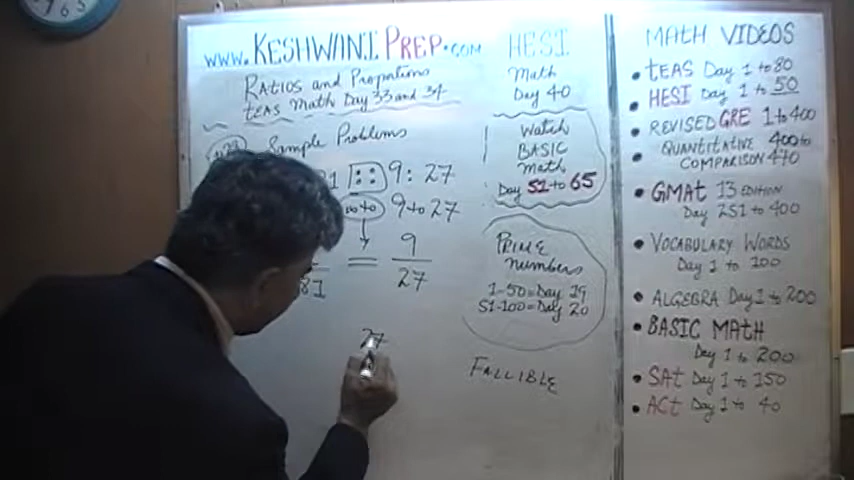 www.KESHWANIPREP.com
RATIOS and PROPATIONS
TEAS Math Day 33 and 34
Sample Problems
81 :: 9:27
9 to 27
81 = 9/27
27
HESI
Math
Day 40
Watch
BASIC
Math
Day 51 to 65
PRIME
Numbers
1-50=Day 19
51-100=Day 20
FALLIBLE
MATH VIDEOS
• TEAS Day 1 to 80
• HESI Day 1 to 50
• REVISED GRE 1 to 400
• QUANTITATIVE 400 to
COMPARISON 470
• GMAT 13 EDITION
Day 251 to 400
• VOCABULARY WORDS
Day 1 to 100
• ALGEBRA Day 1 to 200
• BASIC MATH
Day 1 to 200
• SAT Day 1 to 150
• ACT Day 1 to 40